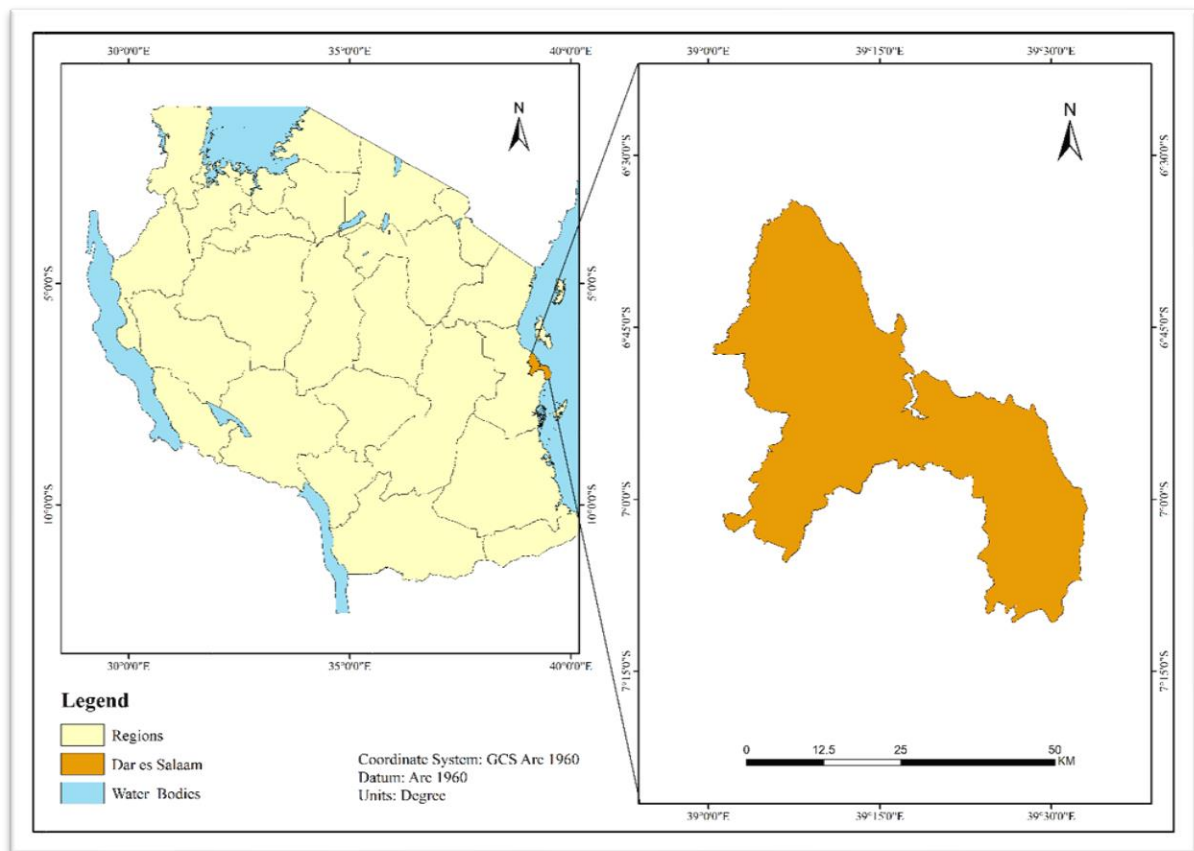 30°0'0"E 35°0'0"E 40°0'0"E
39°0'0"E 39°15'0"E 39°30'0"E
N
N
6°30'0"S
6°30'0"S
5°0'0"S
5°0'0"S
6°45'0"S
6°45'0"S
10°0'0"S
10°0'0"S
7°0'0"S
7°0'0"S
7°15'0"S
7°15'0"S
30°0'0"E 35°0'0"E 40°0'0"E
Legend
Regions
Dar es Salaam
Water Bodies
Coordinate System: GCS Arc 1960
Datum: Arc 1960
Units: Degree
0 12.5 25 50
KM
39°0'0"E 39°15'0"E 39°30'0"E